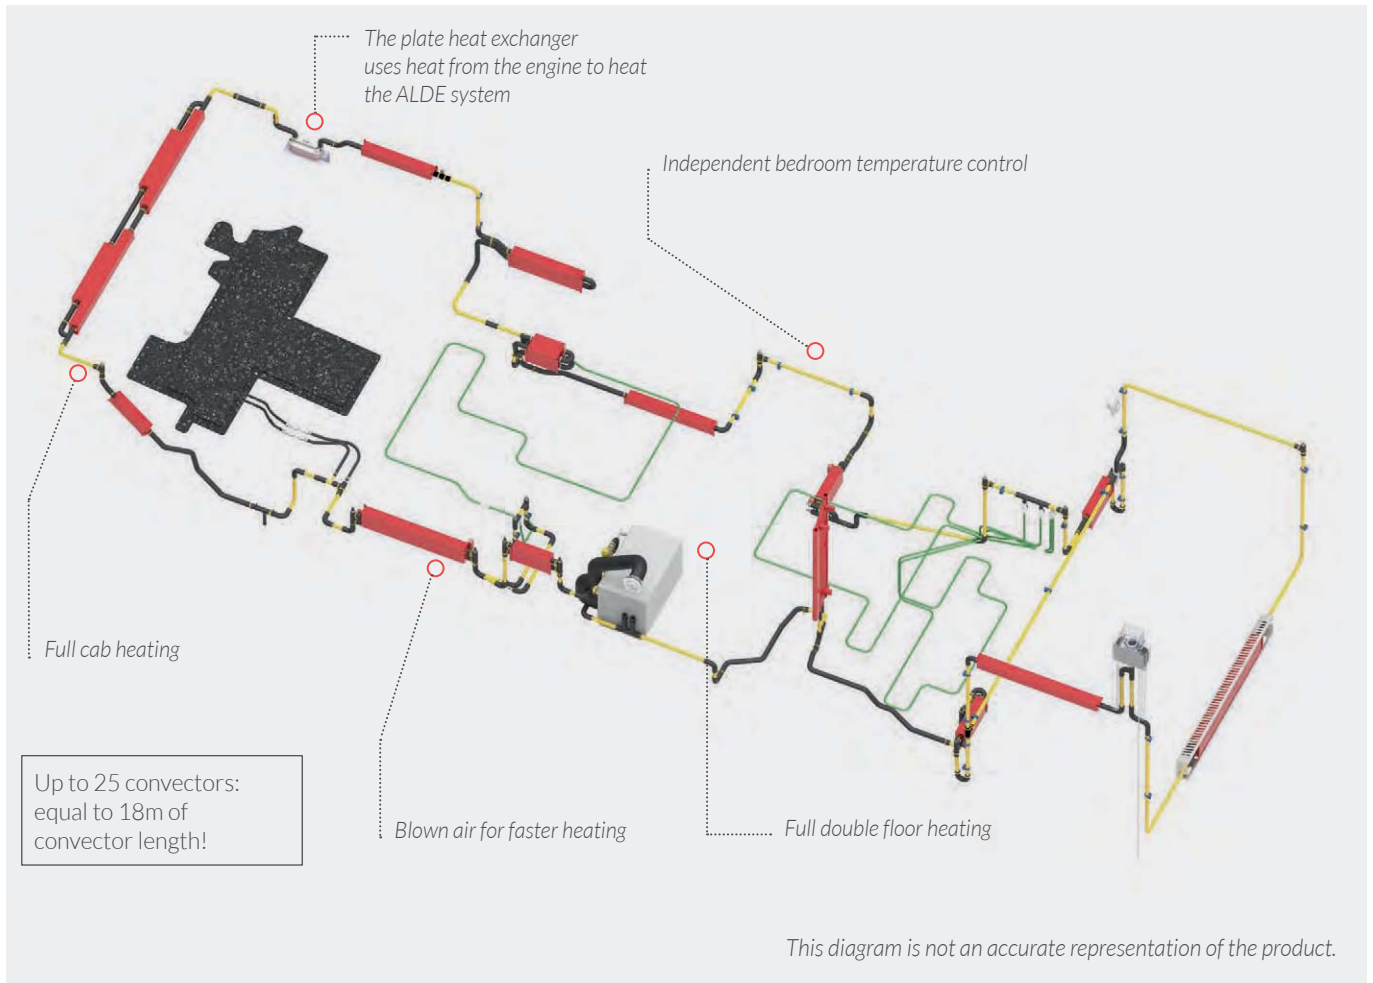 The plate heat exchanger
uses heat from the engine to heat
the ALDE system
Independent bedroom temperature control
Full cab heating
Up to 25 convectors:
equal to 18m of
convector length!
Blown air for faster heating
Full double floor heating
This diagram is not an accurate representation of the product.